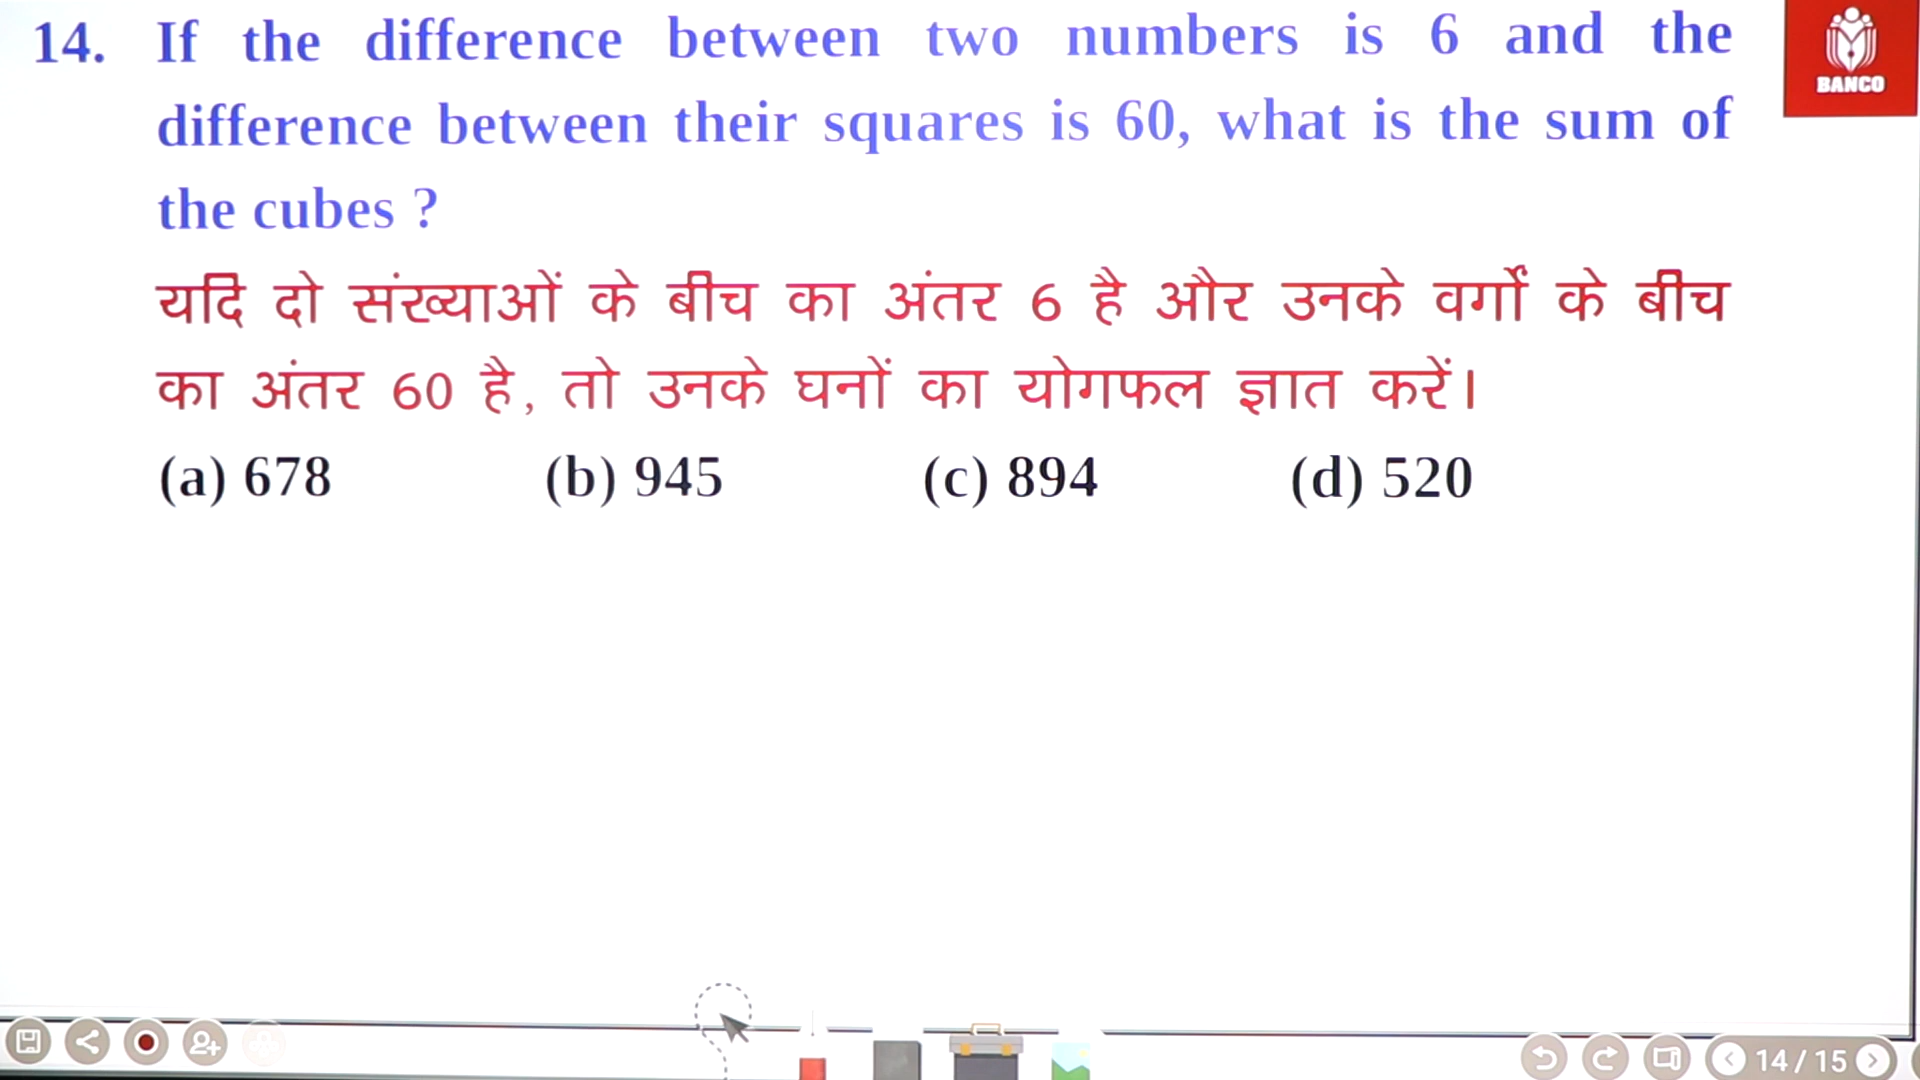 14. If the difference between two numbers is 6 and the
difference between their squares is 60, what is the sum of
the cubes ?
यदि दो संख्याओं के बीच का अंतर 6 है और उनके वर्गों के बीच
का अंतर 60 है, तो उनके घनों का योगफल ज्ञात करें।
(a) 678 (b) 945 (c) 894 (d) 520
BANCO
14/15